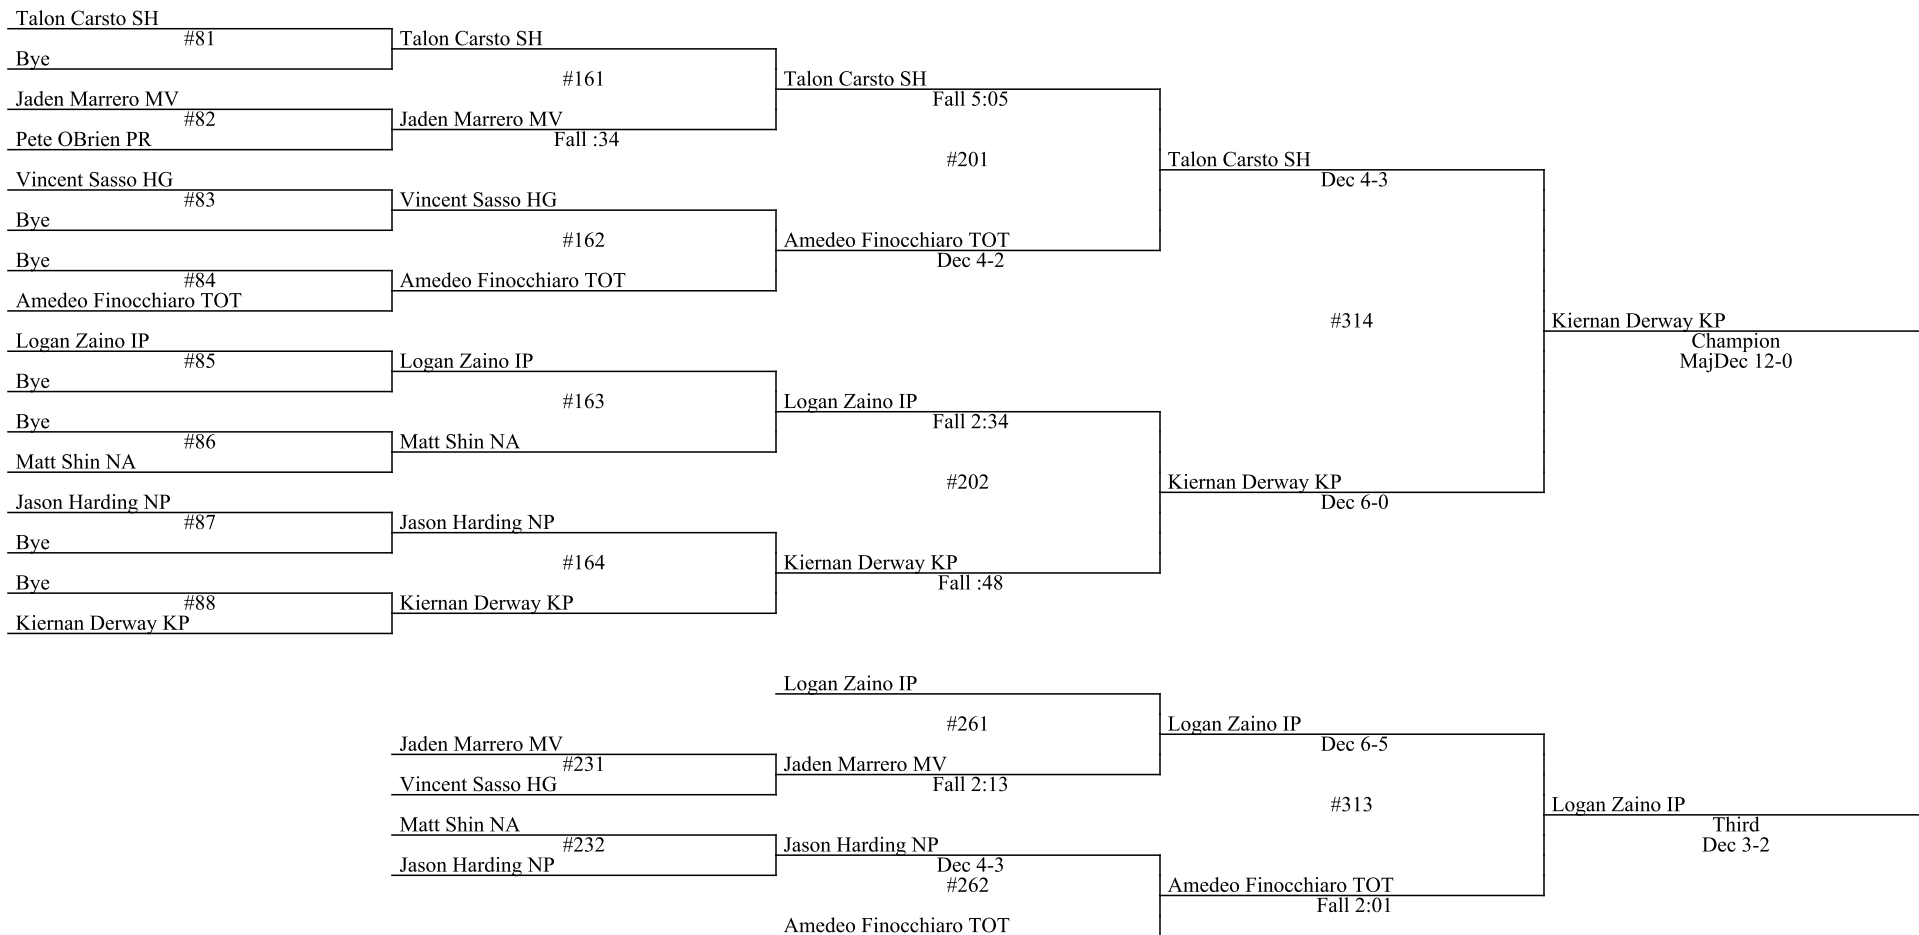 Talon Carsto SH
#81
Bye
Talon Carsto SH
#161
Jaden Marrero MV
#82
Pete OBrien PR
Jaden Marrero MV
Fall :34
Talon Carsto SH
Fall 5:05
#201
Vincent Sasso HG
#83
Bye
Vincent Sasso HG
#162
Bye
#84
Amedeo Finocchiaro TOT
Amedeo Finocchiaro TOT
Amedeo Finocchiaro TOT
Dec 4-2
Talon Carsto SH
Dec 4-3
#314
Logan Zaino IP
#85
Bye
Logan Zaino IP
#163
Bye
#86
Matt Shin NA
Matt Shin NA
Logan Zaino IP
Fall 2:34
#202
Jason Harding NP
#87
Bye
Jason Harding NP
#164
Bye
#88
Kiernan Derway KP
Kiernan Derway KP
Kiernan Derway KP
Fall :48
Kiernan Derway KP
Dec 6-0
Kiernan Derway KP
Champion
MajDec 12-0
Logan Zaino IP
#261
Jaden Marrero MV
#231
Vincent Sasso HG
Jaden Marrero MV
Fall 2:13
Logan Zaino IP
Dec 6-5
#313
Matt Shin NA
#232
Jason Harding NP
Jason Harding NP
Dec 4-3
#262
Amedeo Finocchiaro TOT
Amedeo Finocchiaro TOT
Fall 2:01
Logan Zaino IP
Third
Dec 3-2